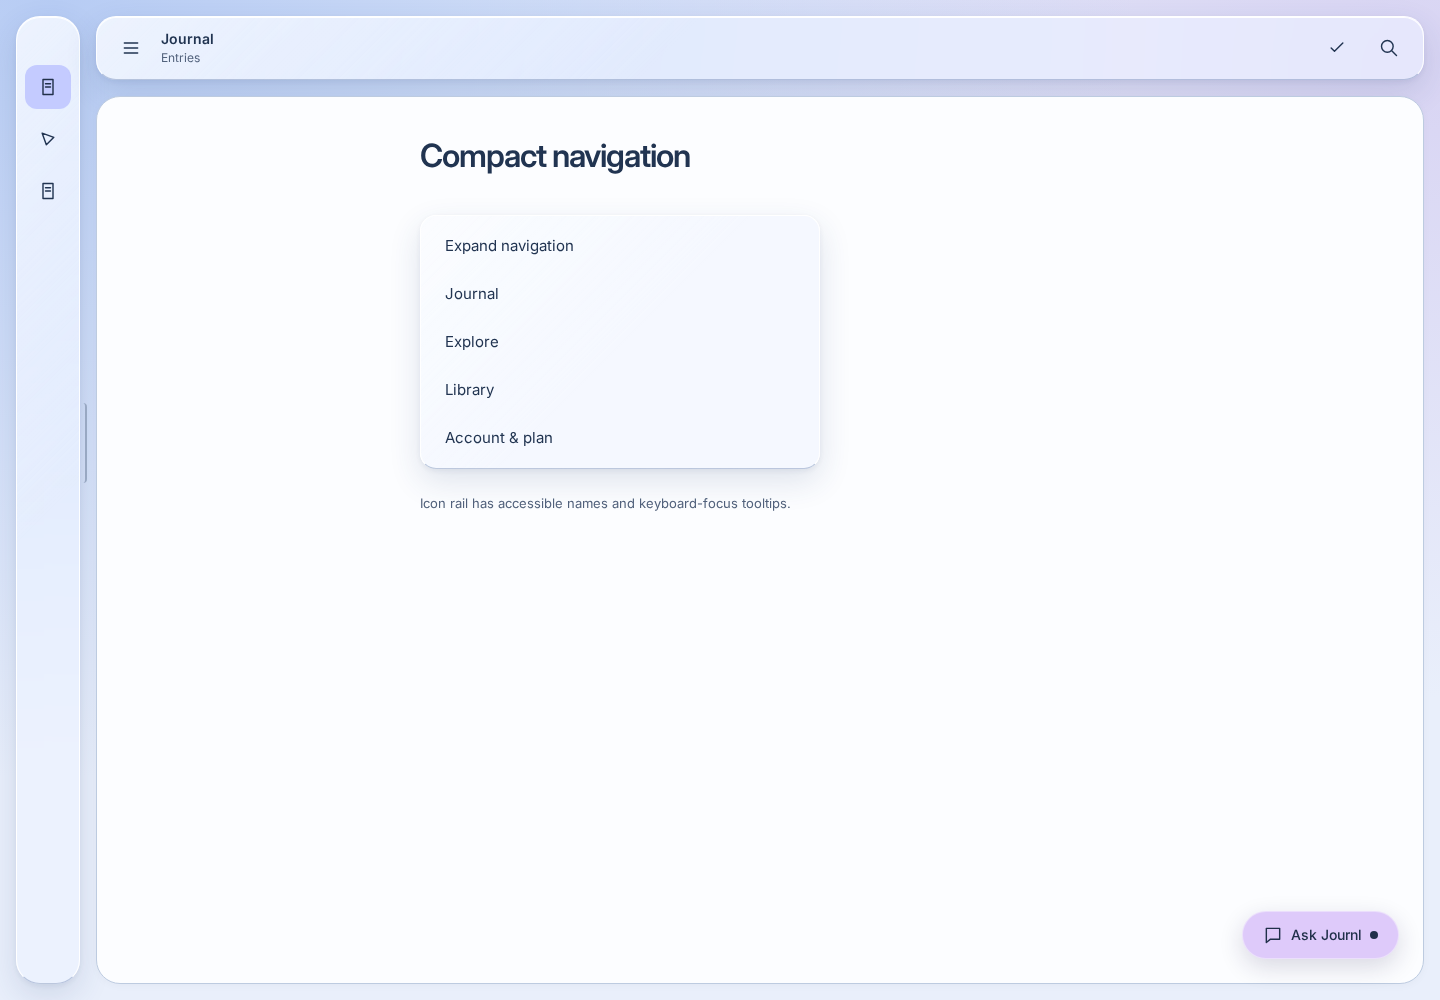 Journal
Entries
Compact navigation
Expand navigation
Journal
Explore
Library
Account & plan
Icon rail has accessible names and keyboard-focus tooltips.
Ask Journl